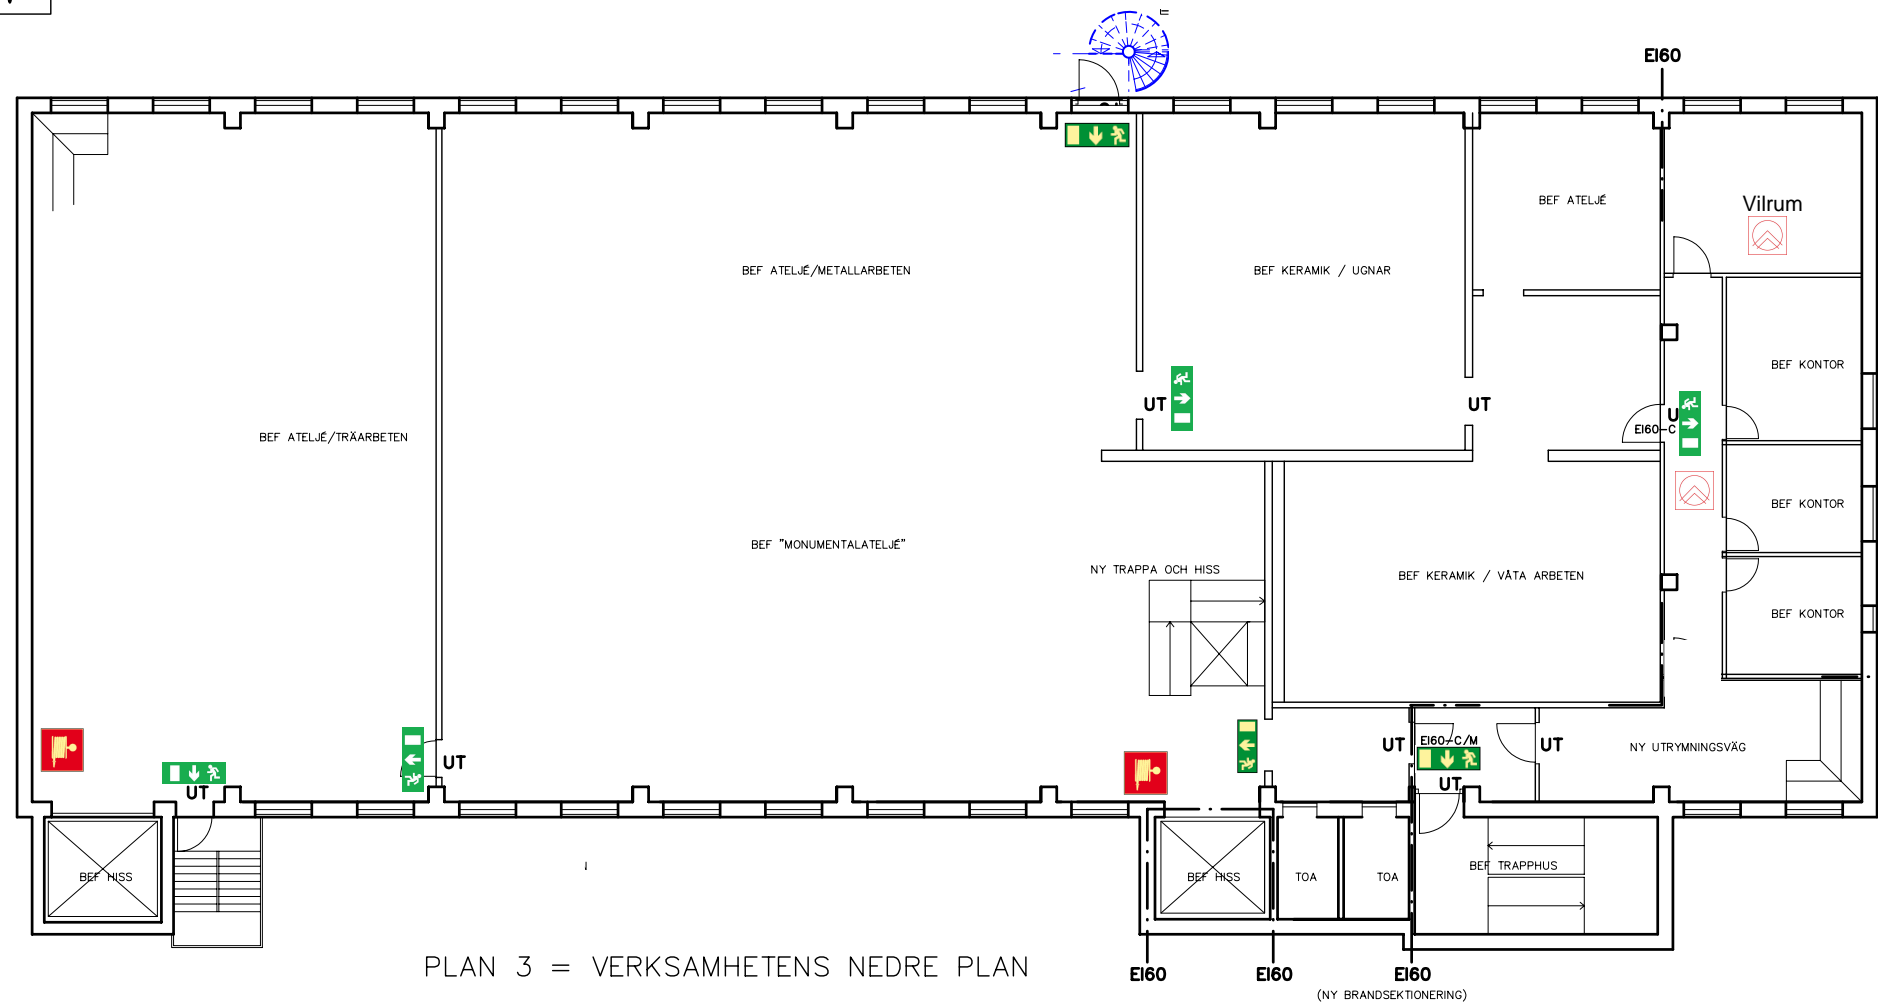 EI60
BEF ATELJÉ
Vilrum
BEF ATELJÉ/METALLARBETEN
BEF KERAMIK / UGNAR
BEF KONTOR
UT
UT
U
EI60-C
BEF ATELJÉ/TRÄARBETEN
BEF KONTOR
BEF "MONUMENTALATELJÉ"
NY TRAPPA OCH HISS
BEF KERAMIK / VÅTA ARBETEN
BEF KONTOR
UT
UT
EI60-C/M
UT
NY UTRYMNINGSVÄG
UT
UT
BEF HISS
BEF HISS
TOA
TOA
BEF TRAPPHUS
PLAN 3 = VERKSAMHETENS NEDRE PLAN
EI60
EI60
EI60
(NY BRANDSEKTIONERING)